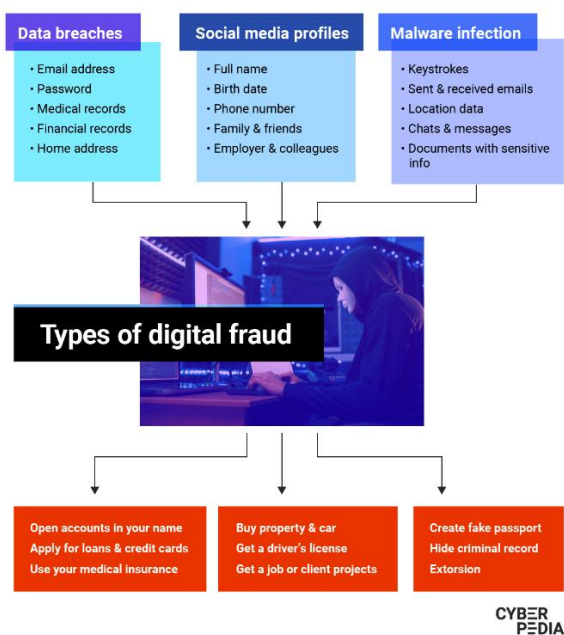 Data breaches
• Email address
• Password
• Medical records
• Financial records
• Home address
Social media profiles
• Full name
• Birth date
• Phone number
• Family & friends
• Employer & colleagues
Malware infection
• Keystrokes
• Sent & received emails
• Location data
• Chats & messages
• Documents with sensitive
info
Types of digital fraud
Open accounts in your name
Apply for loans & credit cards
Use your medical insurance
Buy property & car
Get a driver's license
Get a job or client projects
Create fake passport
Hide criminal record
Extorsion
CYBER
PEDIA